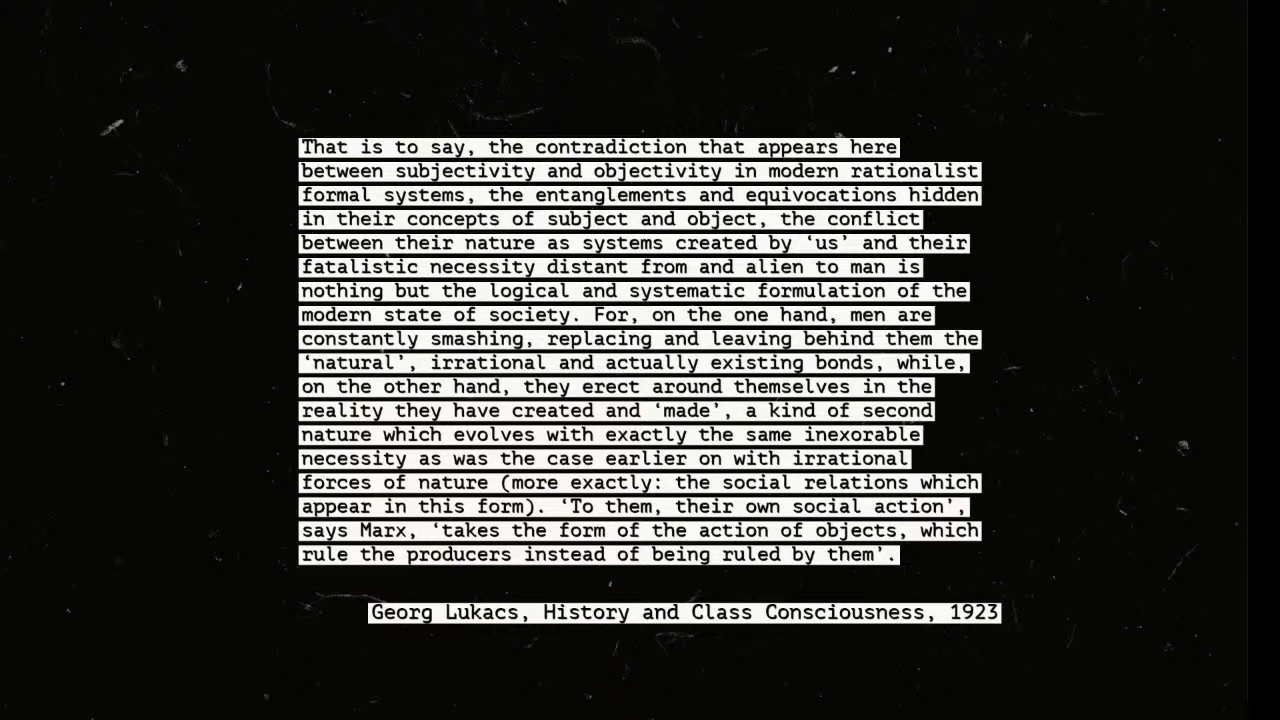 That is to say, the contradiction that appears here
between subjectivity and objectivity in modern rationalist
formal systems, the entanglements and equivocations hidden
in their concepts of subject and object, the conflict
between their nature as systems created by ‘us’ and their
fatalistic necessity distant from and alien to man is
nothing but the logical and systematic formulation of the
modern state of society. For, on the one hand, men are
constantly smashing, replacing and leaving behind them the
‘natural’, irrational and actually existing bonds, while,
on the other hand, they erect around themselves in the
reality they have created and ‘made’, a kind of second
nature which evolves with exactly the same inexorable
necessity as was the case earlier on with irrational
forces of nature (more exactly: the social relations which
appear in this form). ‘To them, their own social action’,
says Marx, ‘takes the form of the action of objects, which
rule the producers instead of being ruled by them’.
Georg Lukacs, History and Class Consciousness, 1923